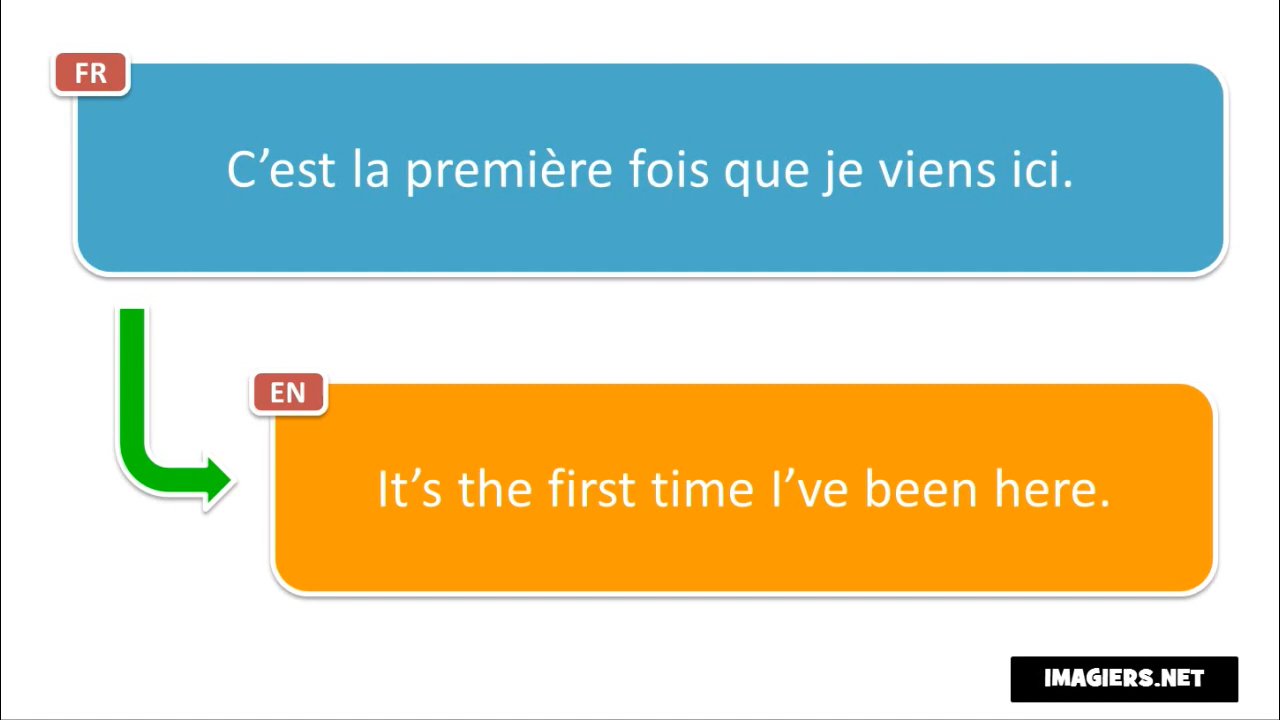 FR
C’est la première fois que je viens ici.
EN
It’s the first time I’ve been here.
IMAGIERS.NET